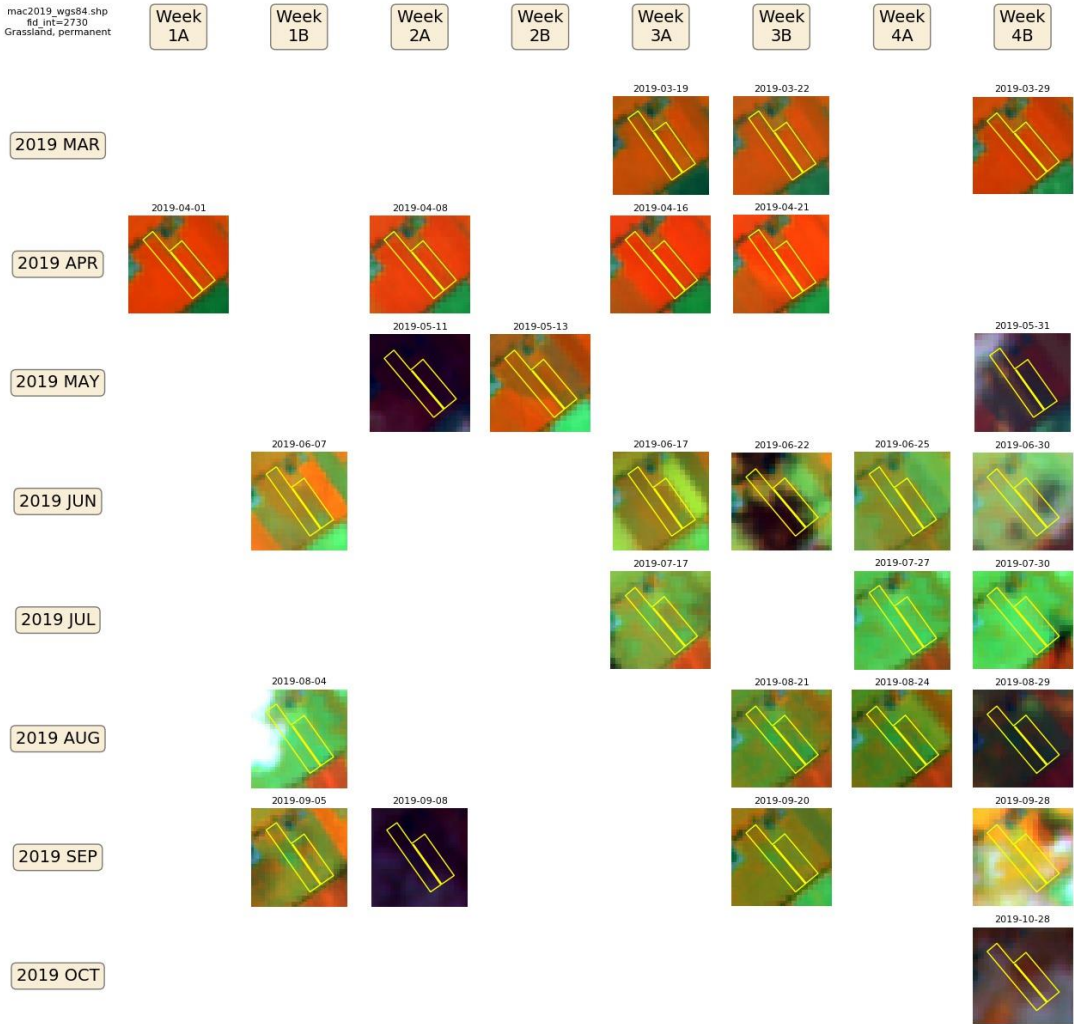 mac2019_wgs84.shp
fid_int=2730
Grassland, permanent
Week
1A
Week
1B
Week
2A
Week
2B
Week
3A
Week
3B
Week
4A
Week
4B
2019 MAR
2019-03-19
2019-03-22
2019-03-29
2019 APR
2019-04-01
2019-04-08
2019-04-16
2019-04-21
2019 MAY
2019-05-11
2019-05-13
2019-05-31
2019 JUN
2019-06-07
2019-06-17
2019-06-22
2019-06-25
2019-06-30
2019 JUL
2019-07-17
2019-07-27
2019-07-30
2019 AUG
2019-08-04
2019-08-21
2019-08-24
2019-08-29
2019 SEP
2019-09-05
2019-09-08
2019-09-20
2019-09-28
2019 OCT
2019-10-28